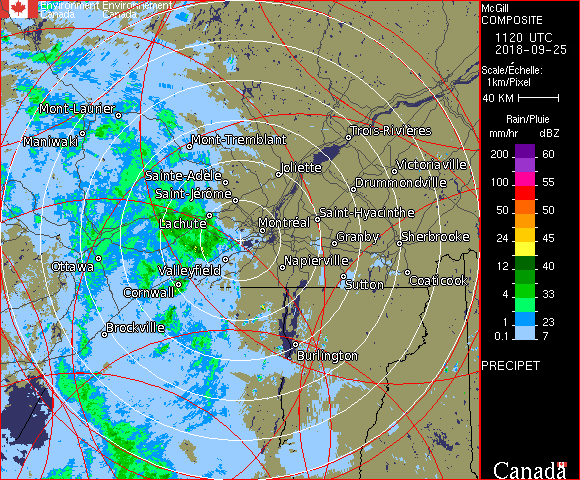 Environment Environnement
Canada Canada
McGill
COMPOSITE
1120 UTC
2018-09-25
Scale/Échelle:
1km/Pixel
40 KM
Rain/Pluie
mm/hr dBZ
200 60
100 55
50 50
24 45
12 40
4 33
1 23
0.1 7
PRECIPET
Canada
Mont-Laurier
Maniwaki
Mont-Tremblant
Trois-Rivières
Sainte-Adèle
Joliette
Victoriaville
Saint-Jérôme
Drummondville
Lachute
Montréal
Saint-Hyacinthe
Granby
Sherbrooke
Ottawa
Valleyfield
Napierville
Cornwall
Sutton
Coaticook
Brockville
Burlington